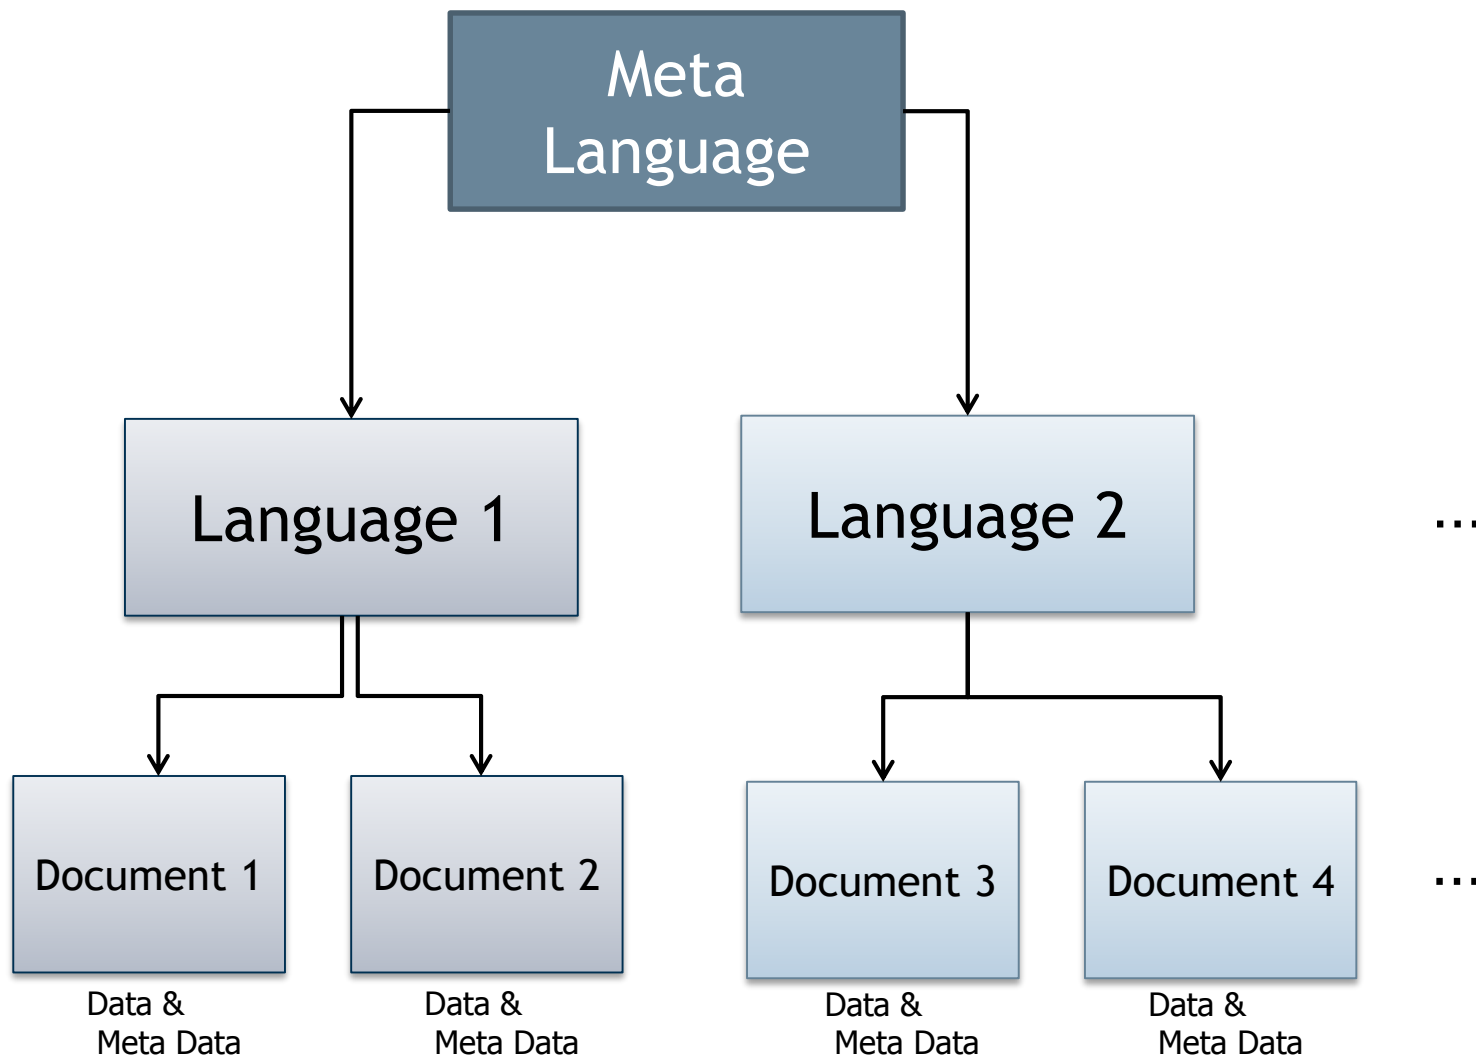 Meta
Language
Language 1
Language 2
...
Document 1
Document 2
Document 3
Document 4
...
Data &
Meta Data
Data &
Meta Data
Data &
Meta Data
Data &
Meta Data